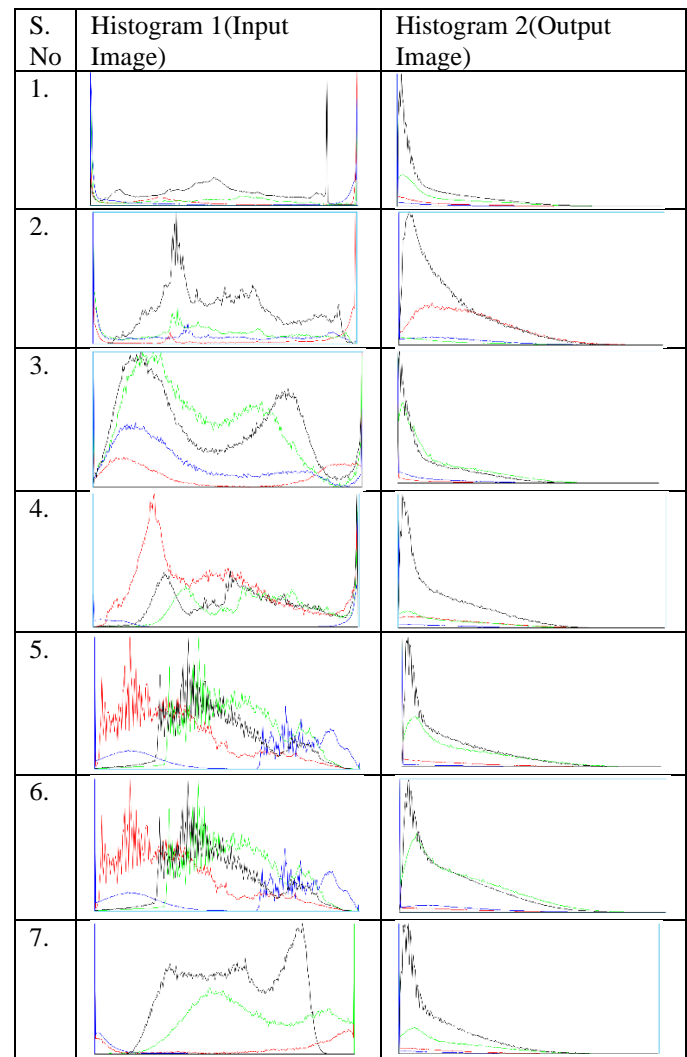 S. No
Histogram 1(Input Image)
Histogram 2(Output Image)
1.
2.
3.
4.
5.
6.
7.